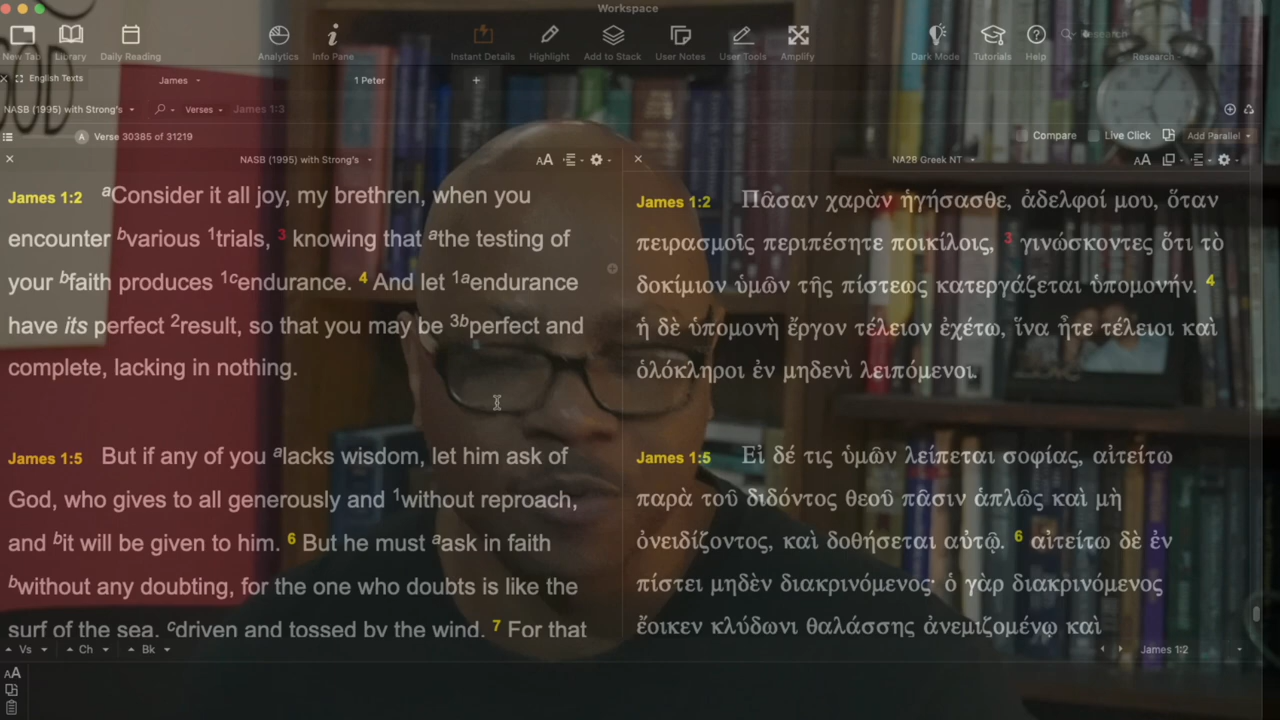 OD
Workspace
New Tab Library Daily Reading Analytics Info Pane Instant Details Highlight Add to Stack User Notes User Tools Amplify Dark Mode Tutorials Help Research
Research
English Texts James 1 Peter +
NASB (1995) with Strong's Verses James 1:3
A Verse 30385 of 31219 Compare Live Click Add Parallel
NASB (1995) with Strong's
James 1:2 aConsider it all joy, my brethren, when you
encounter bvarious 1trials, 3 knowing that athe testing of
your bfaith produces 1cendurance. 4 And let 1aendurance
have its perfect 2result, so that you may be 3bperfect and
complete, lacking in nothing.
James 1:5 But if any of you alacks wisdom, let him ask of
God, who gives to all generously and 1without reproach,
and bit will be given to him. 6 But he must aask in faith
bwithout any doubting, for the one who doubts is like the
surf of the sea, cdriven and tossed by the wind. 7 For that
NA28 Greek NT
James 1:2 Πᾶσαν χαρὰν ἡγήσασθε, ἀδελφοί μου, ὅταν
πειρασμοῖς περιπέσητε ποικίλοις, 3 γινώσκοντες ὅτι τὸ
δοκίμιον ὑμῶν τῆς πίστεως κατεργάζεται ὑπομονήν. 4
ἡ δὲ ὑπομονὴ ἔργον τέλειον ἐχέτω, ἵνα ἦτε τέλειοι καὶ
ὁλόκληροι ἐν μηδενὶ λειπόμενοι.
James 1:5 Εἰ δέ τις ὑμῶν λείπεται σοφίας, αἰτείτω
παρὰ τοῦ διδόντος θεοῦ πᾶσιν ἁπλῶς καὶ μὴ
ὀνειδίζοντος, καὶ δοθήσεται αὐτῷ. 6 αἰτείτω δὲ ἐν
πίστει μηδὲν διακρινόμενος· ὁ γὰρ διακρινόμενος
ἔοικεν κλύδωνι θαλάσσης ἀνεμιζομένῳ καὶ
Vs Ch Bk James 1:2
AA